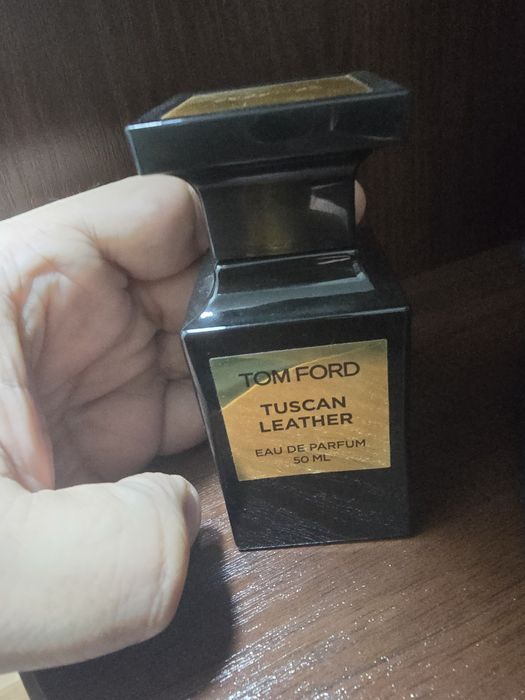 TOM FORD
TUSCAN
LEATHER
EAU DE PARFUM
50 ML